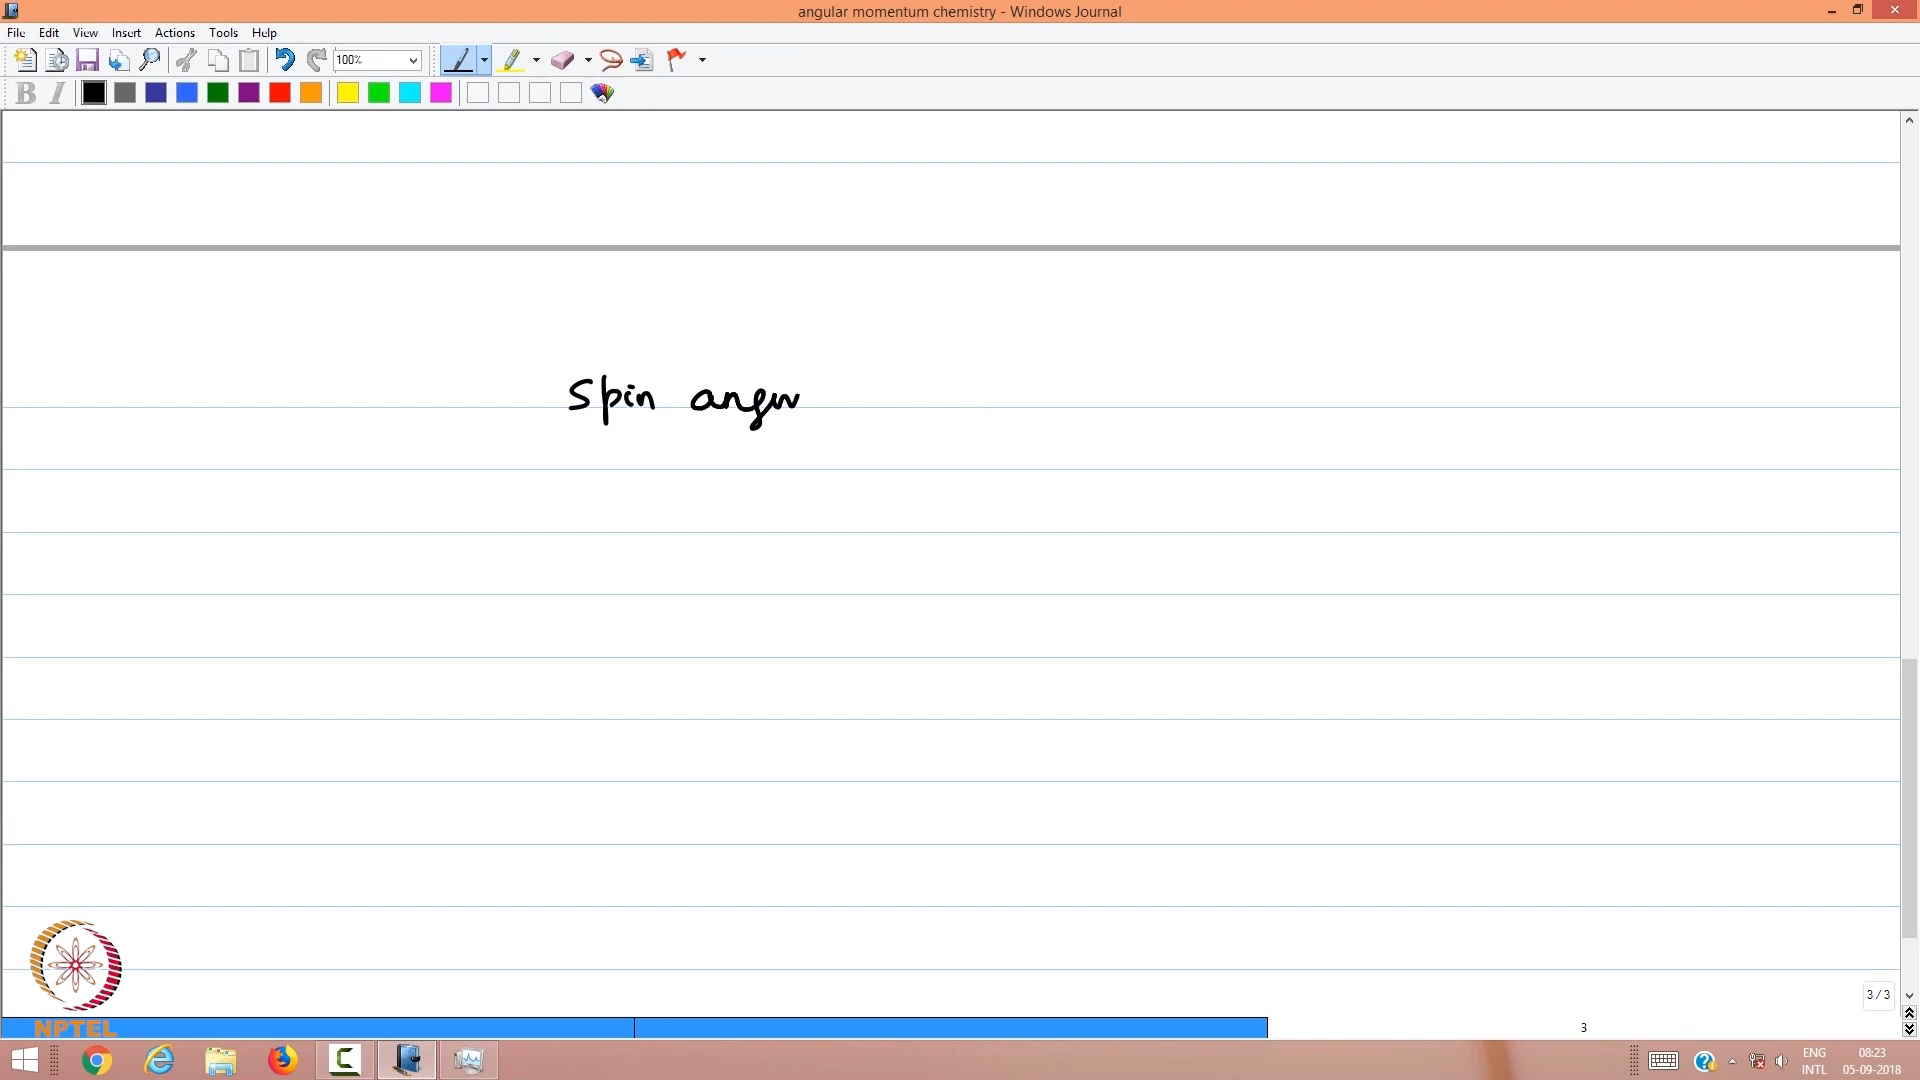 angular momentum chemistry - Windows Journal
File Edit View Insert Actions Tools Help
100%
B I
Spin angu
3 / 3
NPTEL
3
ENG 08:23
INTL 05-09-2018